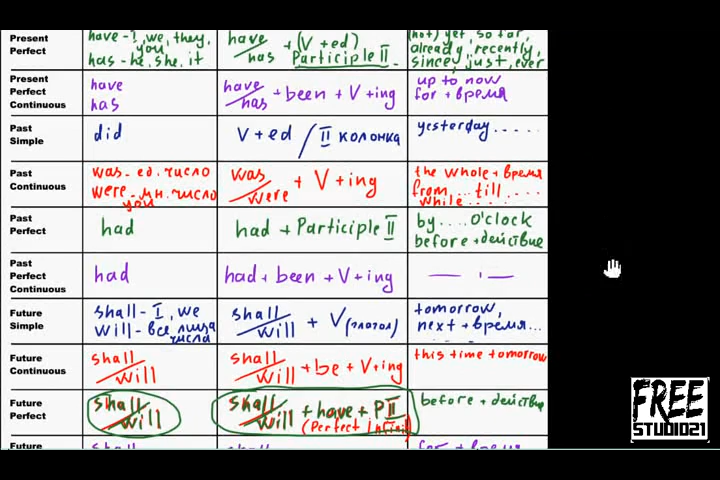 Present Perfect
have - I, we, they, you
has - he, she, it
have/has + (V + ed) Participle II
(not) yet, so far, already, recently, since, just, ever
Present Perfect Continuous
have
has
have/has + been + V + ing
up to now
for + время
Past Simple
did
V + ed / II колонка
yesterday.....
Past Continuous
was - ед. число
were - мн. число
you
was/were + V + ing
the whole + время
from... till.....
while.....
Past Perfect
had
had + Participle II
by.... o'clock
before + действие
Past Perfect Continuous
had
had + been + V + ing
Future Simple
shall - I, we
will - все лица
числа
shall/will + V (глагол)
tomorrow,
next + время...
Future Continuous
shall/will
shall/will + be + V + ing
this time tomorrow
Future Perfect
shall/will
shall/will + have + P II
(Perfect
before + действие
Future
FREE
STUDIO21